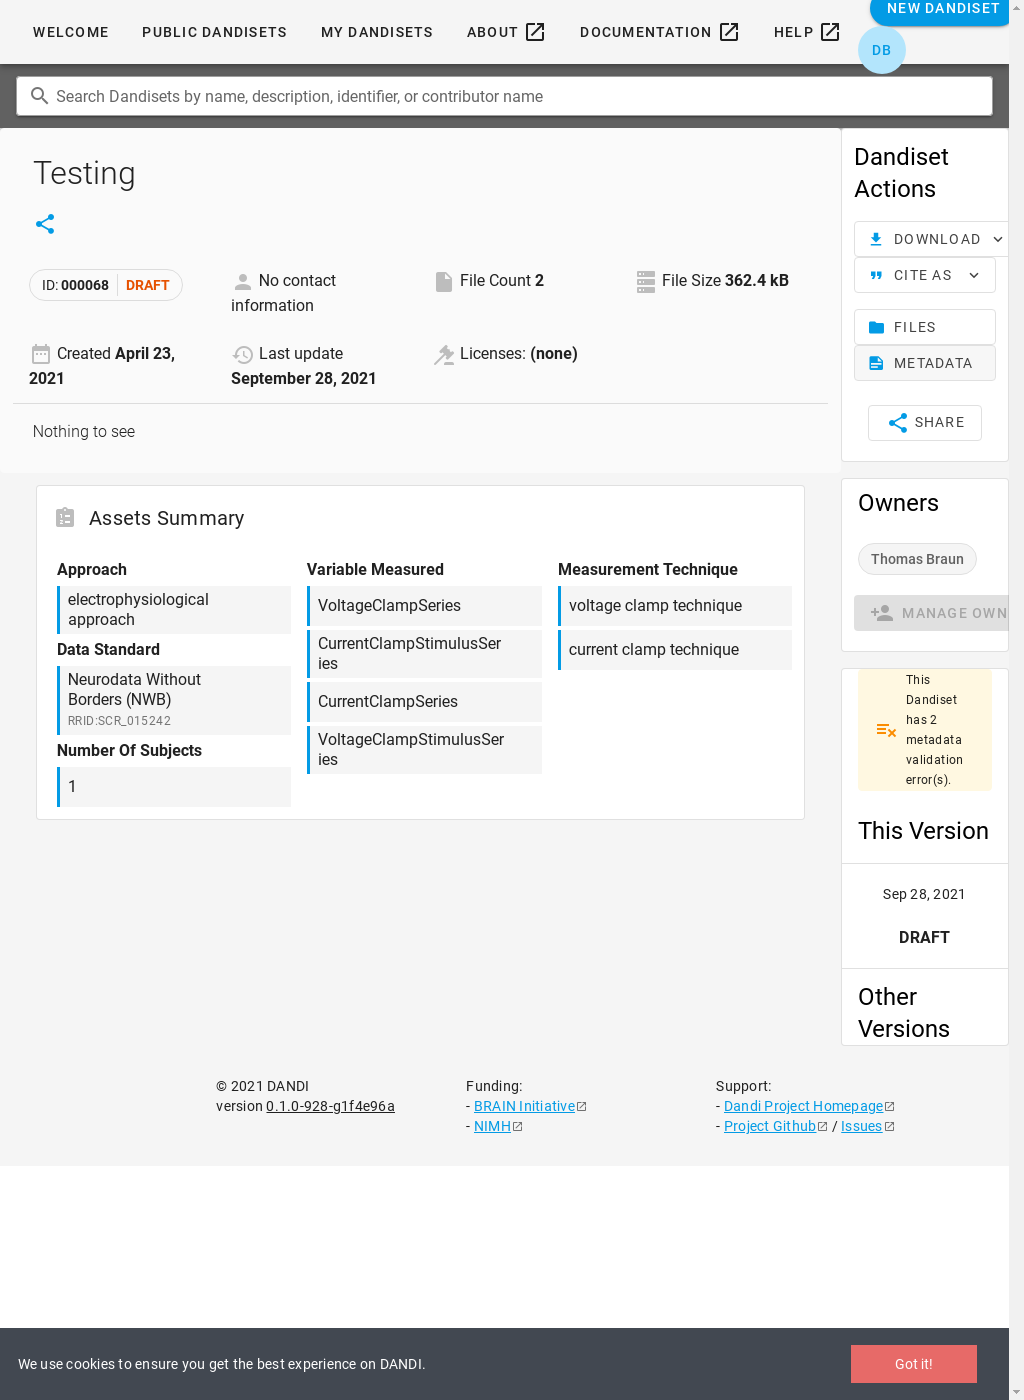 WELCOME
PUBLIC DANDISETS
MY DANDISETS
ABOUT
DOCUMENTATION
HELP
NEW DANDISET
DB
Search Dandisets by name, description, identifier, or contributor name
Testing
ID: 000068 DRAFT
No contact
information
File Count 2
File Size 362.4 kB
Created April 23,
2021
Last update
September 28, 2021
Licenses: (none)
Nothing to see
Assets Summary
Approach
electrophysiological
approach
Data Standard
Neurodata Without
Borders (NWB)
RRID:SCR_015242
Number Of Subjects
1
Variable Measured
VoltageClampSeries
CurrentClampStimulusSer
ies
CurrentClampSeries
VoltageClampStimulusSer
ies
Measurement Technique
voltage clamp technique
current clamp technique
Dandiset
Actions
DOWNLOAD
CITE AS
FILES
METADATA
SHARE
Owners
Thomas Braun
MANAGE OWN
This
Dandiset
has 2
metadata
validation
error(s).
This Version
Sep 28, 2021
DRAFT
Other
Versions
© 2021 DANDI
version 0.1.0-928-g1f4e96a
Funding:
- BRAIN Initiative
- NIMH
Support:
- Dandi Project Homepage
- Project Github / Issues
We use cookies to ensure you get the best experience on DANDI.
Got it!